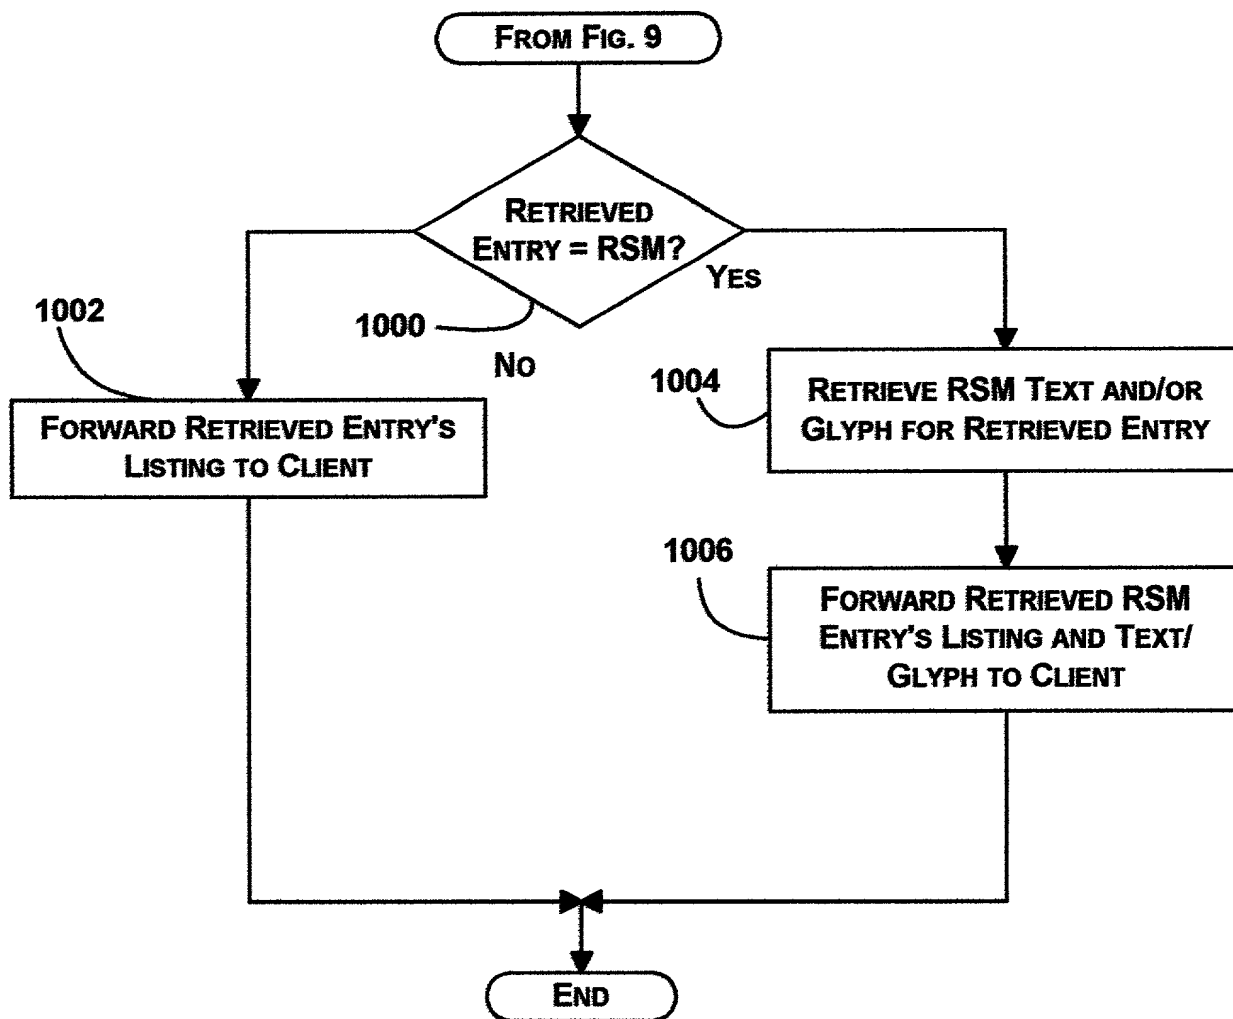 FROM FIG. 9
RETRIEVED
ENTRY = RSM?
YES
1002
1000
NO
1004
FORWARD RETRIEVED ENTRY'S
LISTING TO CLIENT
RETRIEVE RSM TEXT AND/OR
GLYPH FOR RETRIEVED ENTRY
1006
FORWARD RETRIEVED RSM
ENTRY'S LISTING AND TEXT/
GLYPH TO CLIENT
END